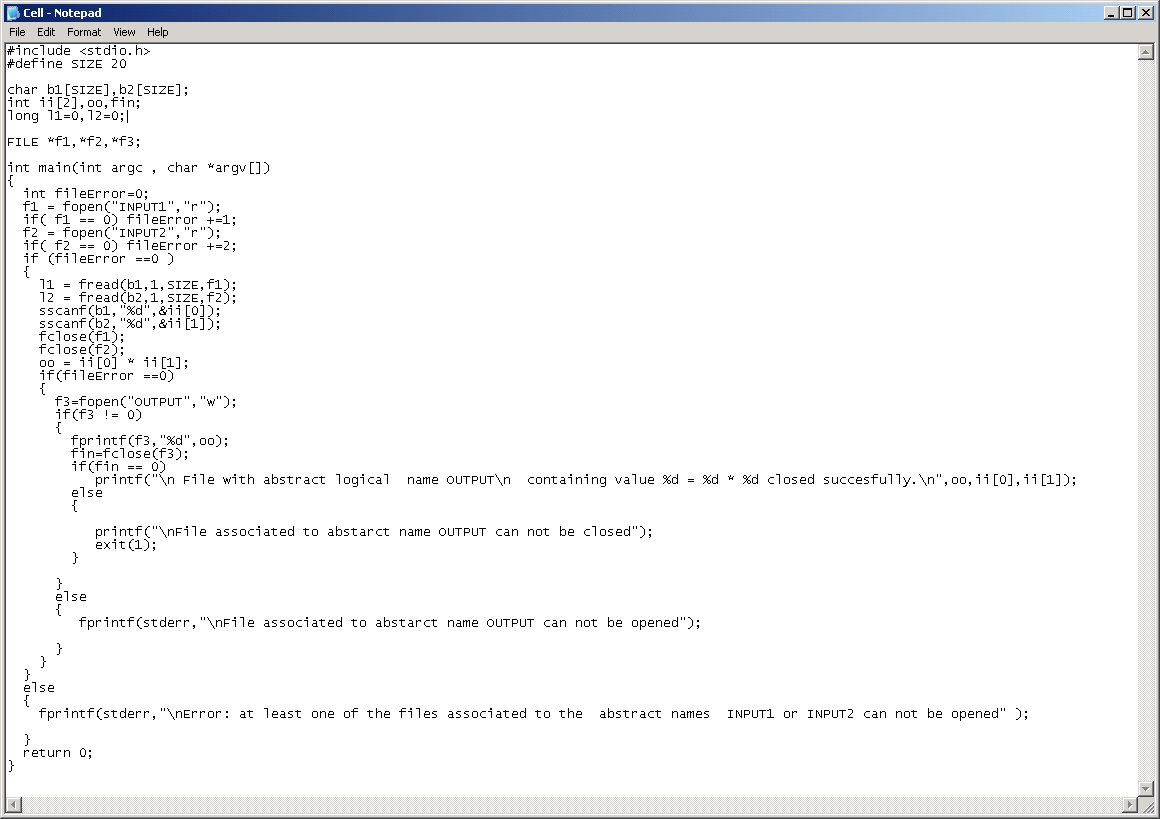 Cell - Notepad
File Edit Format View Help
#include <stdio.h>
#define SIZE 20
char b1[SIZE],b2[SIZE];
int ii[2],oo,fin;
long l1=0,l2=0;
FILE *f1,*f2,*f3;
int main(int argc , char *argv[])
{
  int fileError=0;
  f1 = fopen("INPUT1","r");
  if( f1 == 0) fileError +=1;
  f2 = fopen("INPUT2","r");
  if( f2 == 0) fileError +=2;
  if (fileError ==0 )
  {
    l1 = fread(b1,1,SIZE,f1);
    l2 = fread(b2,1,SIZE,f2);
    sscanf(b1,"%d",&ii[0]);
    sscanf(b2,"%d",&ii[1]);
    fclose(f1);
    fclose(f2);
    oo = ii[0] * ii[1];
    if(fileError ==0)
    {
      f3=fopen("OUTPUT","w");
      if(f3 != 0)
      {
        fprintf(f3,"%d",oo);
        fin=fclose(f3);
        if(fin == 0)
           printf("\n File with abstract logical  name OUTPUT\n  containing value %d = %d * %d closed succesfully.\n",oo,ii[0],ii[1]);
        else
        {
           printf("\nFile associated to abstarct name OUTPUT can not be closed");
           exit(1);
        }
      }
      else
      {
         fprintf(stderr,"\nFile associated to abstarct name OUTPUT can not be opened");
      }
    }
  }
  else
  {
    fprintf(stderr,"\nError: at least one of the files associated to the  abstract names  INPUT1 or INPUT2 can not be opened" );
  }
  return 0;
}